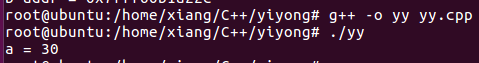 root@ubuntu:/home/xiang/C++/yiyong# g++ -o yy yy.cpp
root@ubuntu:/home/xiang/C++/yiyong# ./yy
a = 30